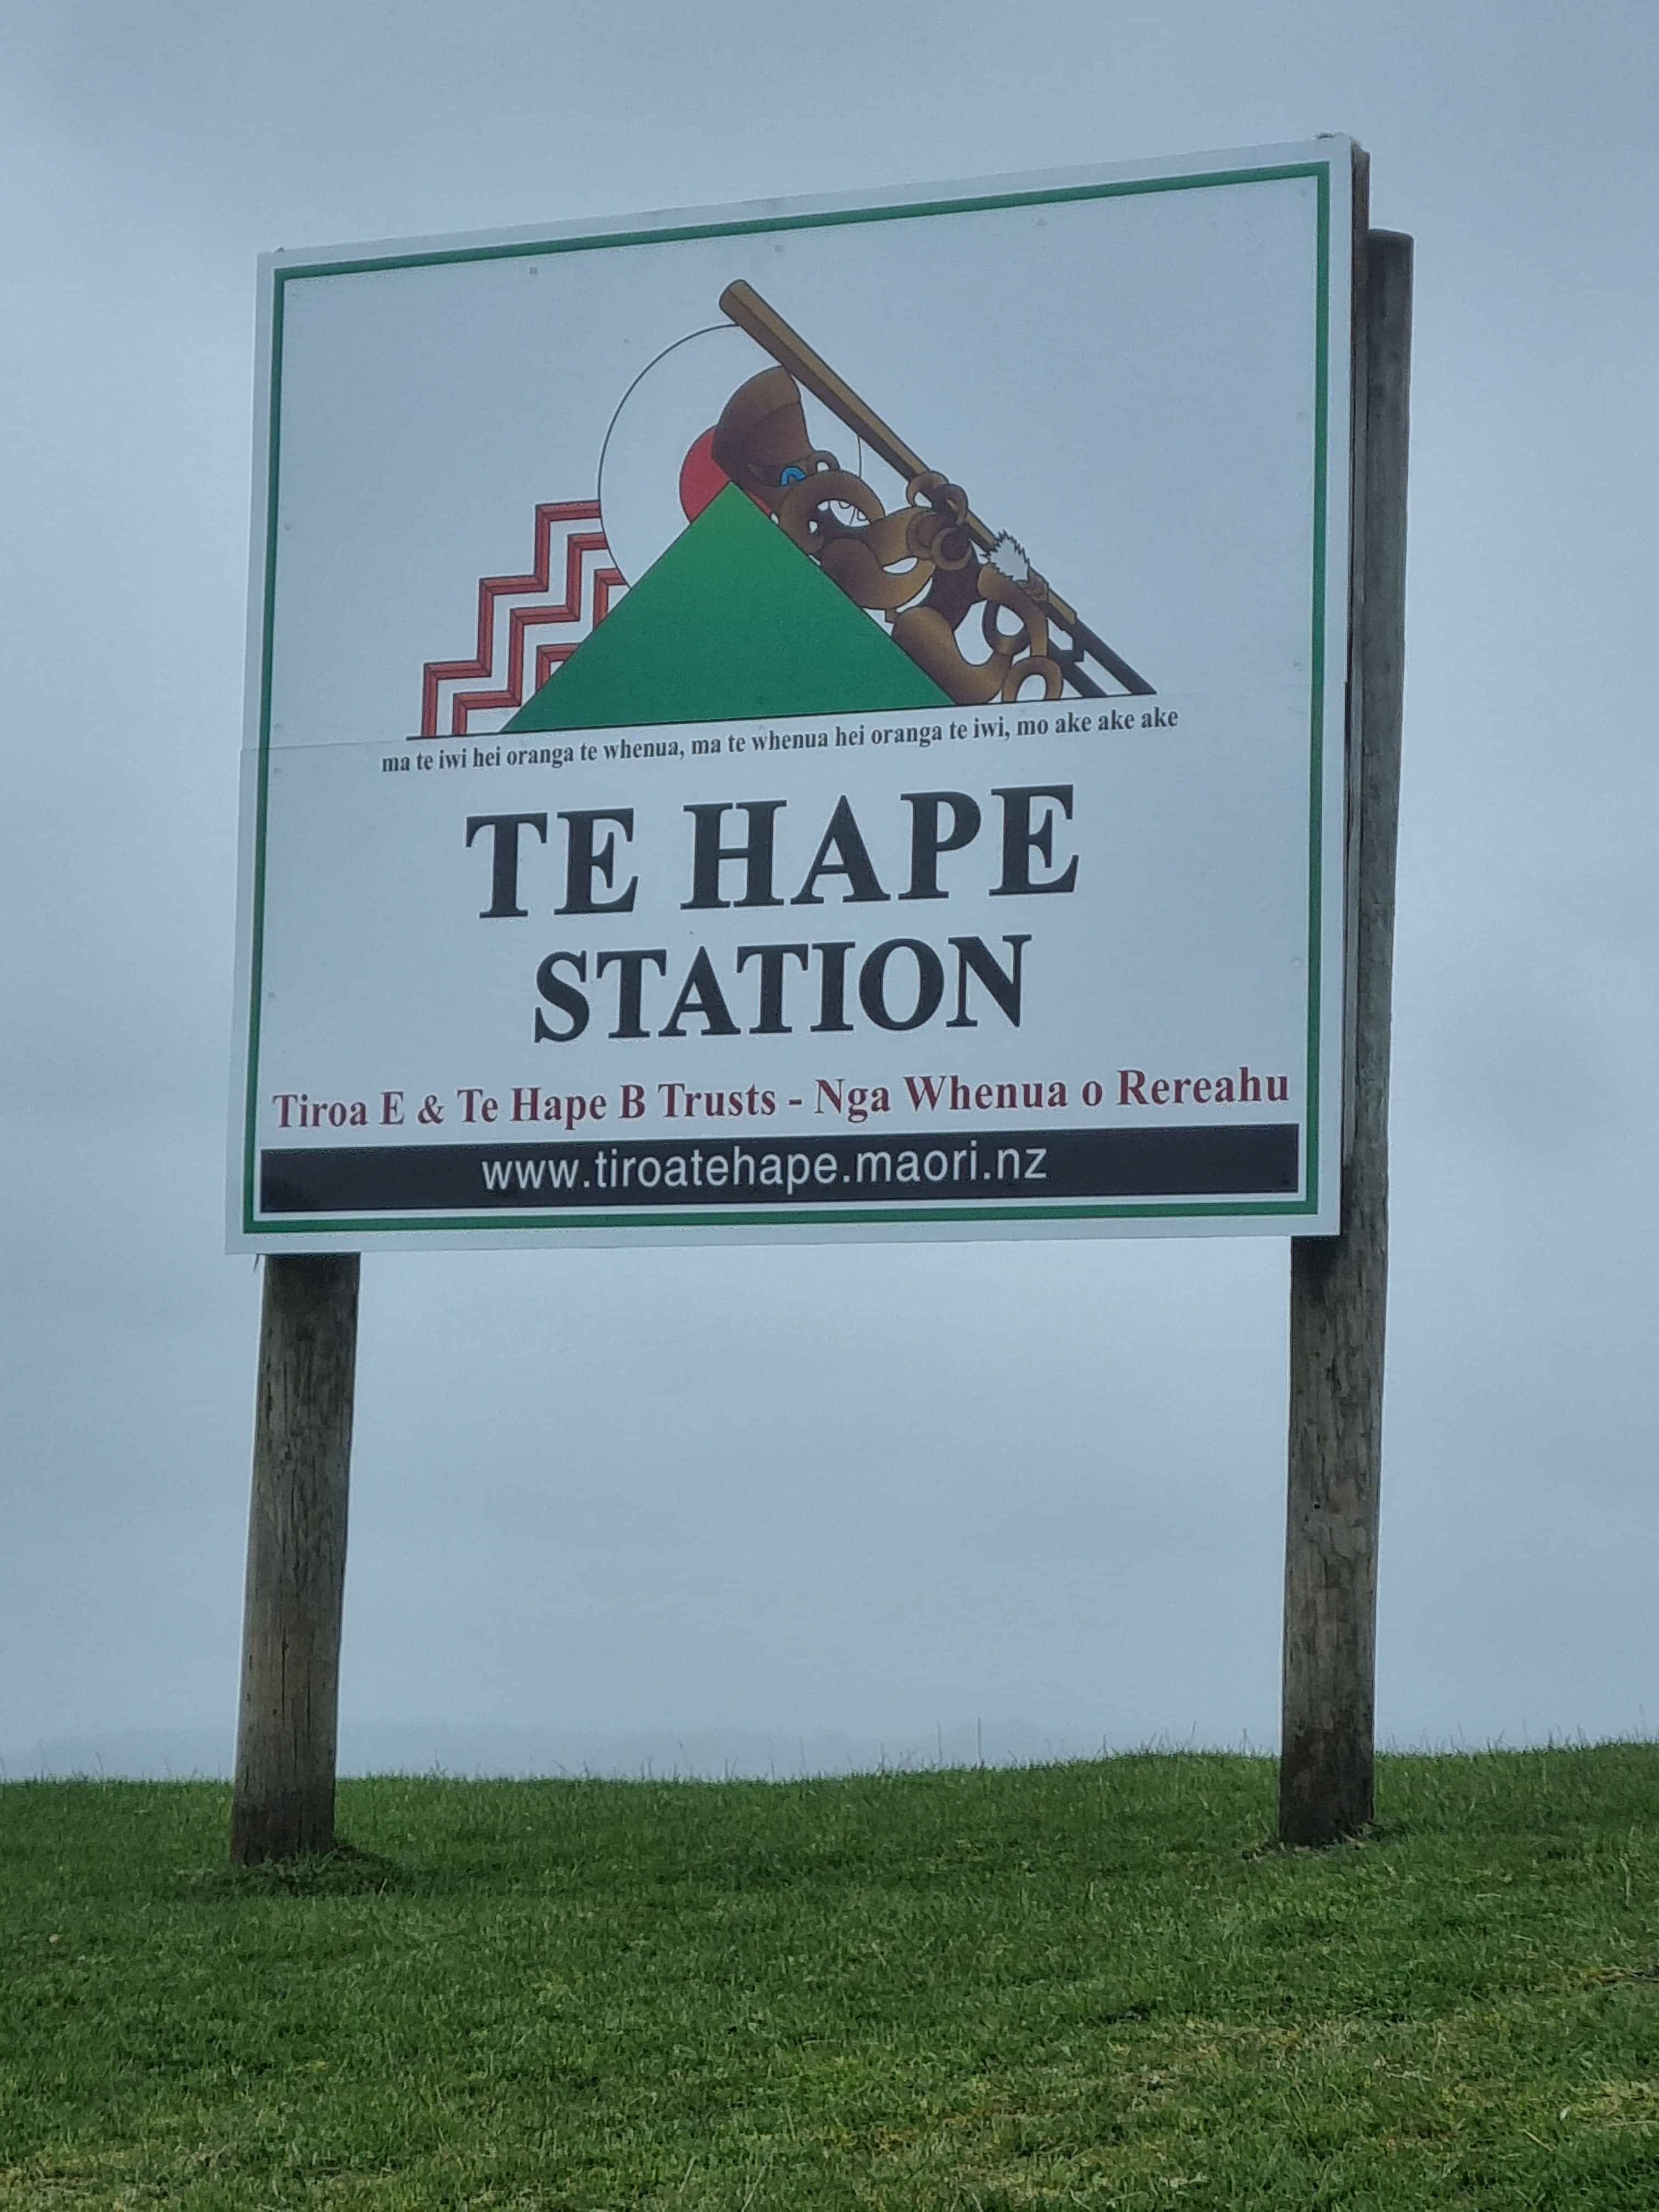 ma te iwi hei oranga te whenua, ma te whenua hei oranga te iwi, mo ake ake ake
TE HAPE
STATION
Tiroa E & Te Hape B Trusts - Nga Whenua o Rereahu
www.tiroatehape.maori.nz